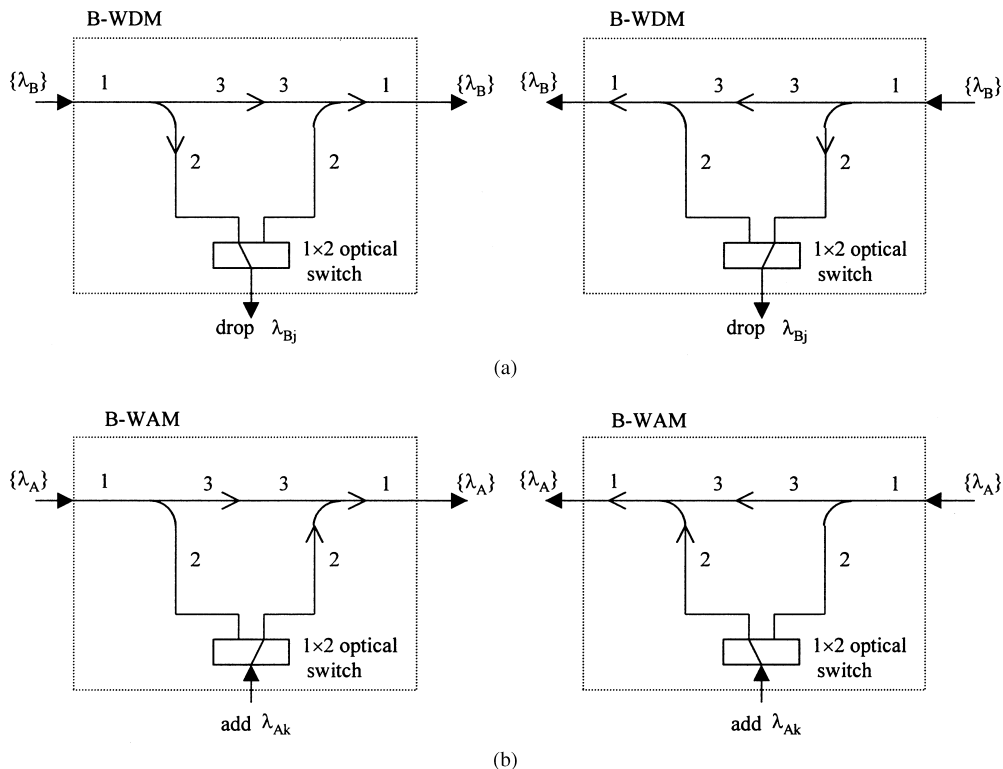 B-WDM
B-WDM
{λB} 1 3 3 1 {λB}
{λB} 1 3 3 1 {λB}
2 2
2 2
1×2 optical
switch
1×2 optical
switch
drop λBj
drop λBj
(a)
B-WAM
B-WAM
{λA} 1 3 3 1 {λA}
{λA} 1 3 3 1 {λA}
2 2
2 2
1×2 optical
switch
1×2 optical
switch
add λAk
add λAk
(b)